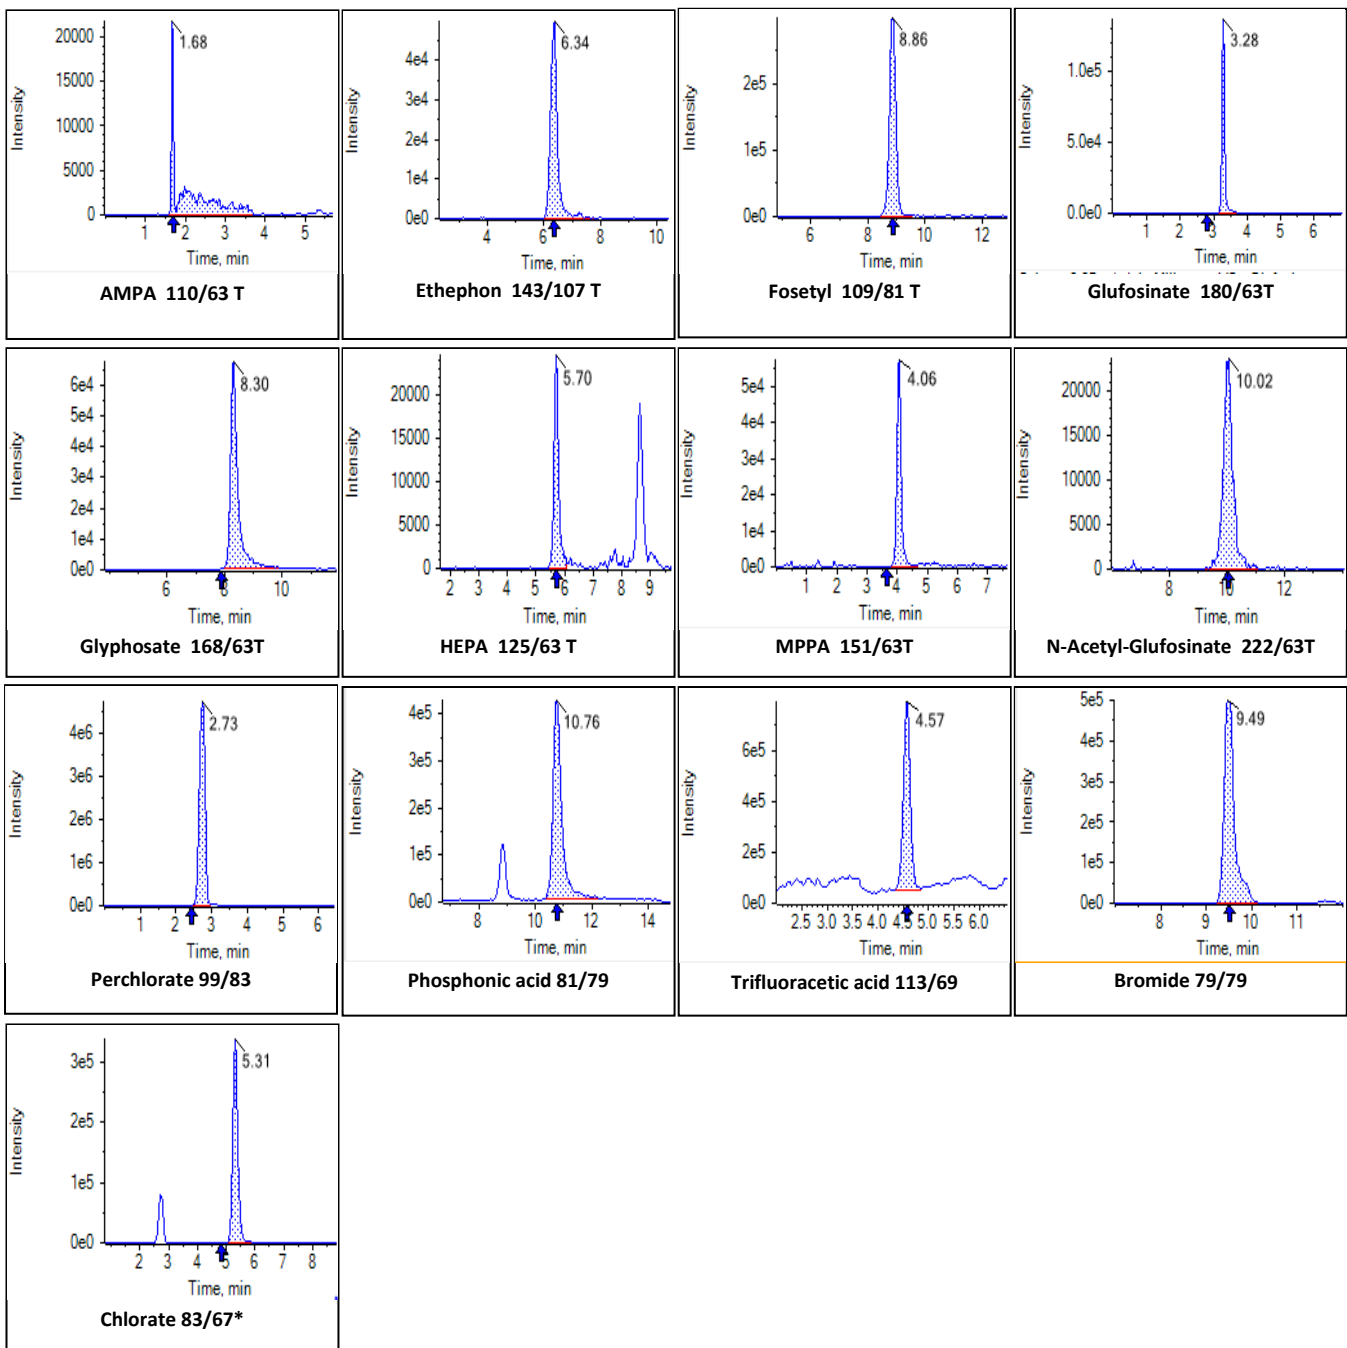 20000
15000
10000
5000
0
Intensity
1.68
1 2 3 4 5
Time, min
AMPA 110/63 T
4e4
3e4
2e4
1e4
0e0
Intensity
6.34
4 6 8 10
Time, min
Ethephon 143/107 T
2e5
1e5
0e0
Intensity
8.86
6 8 10 12
Time, min
Fosetyl 109/81 T
1.0e5
5.0e4
0.0e0
Intensity
3.28
1 2 3 4 5 6
Time, min
Glufosinate 180/63T
6e4
5e4
4e4
3e4
2e4
1e4
0e0
Intensity
8.30
6 8 10
Time, min
Glyphosate 168/63T
20000
15000
10000
5000
0
Intensity
5.70
2 3 4 5 6 7 8 9
Time, min
HEPA 125/63 T
5e4
4e4
3e4
2e4
1e4
0e0
Intensity
4.06
1 2 3 4 5 6 7
Time, min
MPPA 151/63T
20000
15000
10000
5000
0
Intensity
10.02
8 10 12
Time, min
N-Acetyl-Glufosinate 222/63T
4e6
3e6
2e6
1e6
0e0
Intensity
2.73
1 2 3 4 5 6
Time, min
Perchlorate 99/83
4e5
3e5
2e5
1e5
0e0
Intensity
10.76
8 10 12 14
Time, min
Phosphonic acid 81/79
6e5
4e5
2e5
0e0
Intensity
4.57
2.5 3.0 3.5 4.0 4.5 5.0 5.5 6.0
Time, min
Trifluoracetic acid 113/69
5e5
4e5
3e5
2e5
1e5
0e0
Intensity
9.49
8 9 10 11
Time, min
Bromide 79/79
3e5
2e5
1e5
0e0
Intensity
5.31
2 3 4 5 6 7 8
Time, min
Chlorate 83/67*